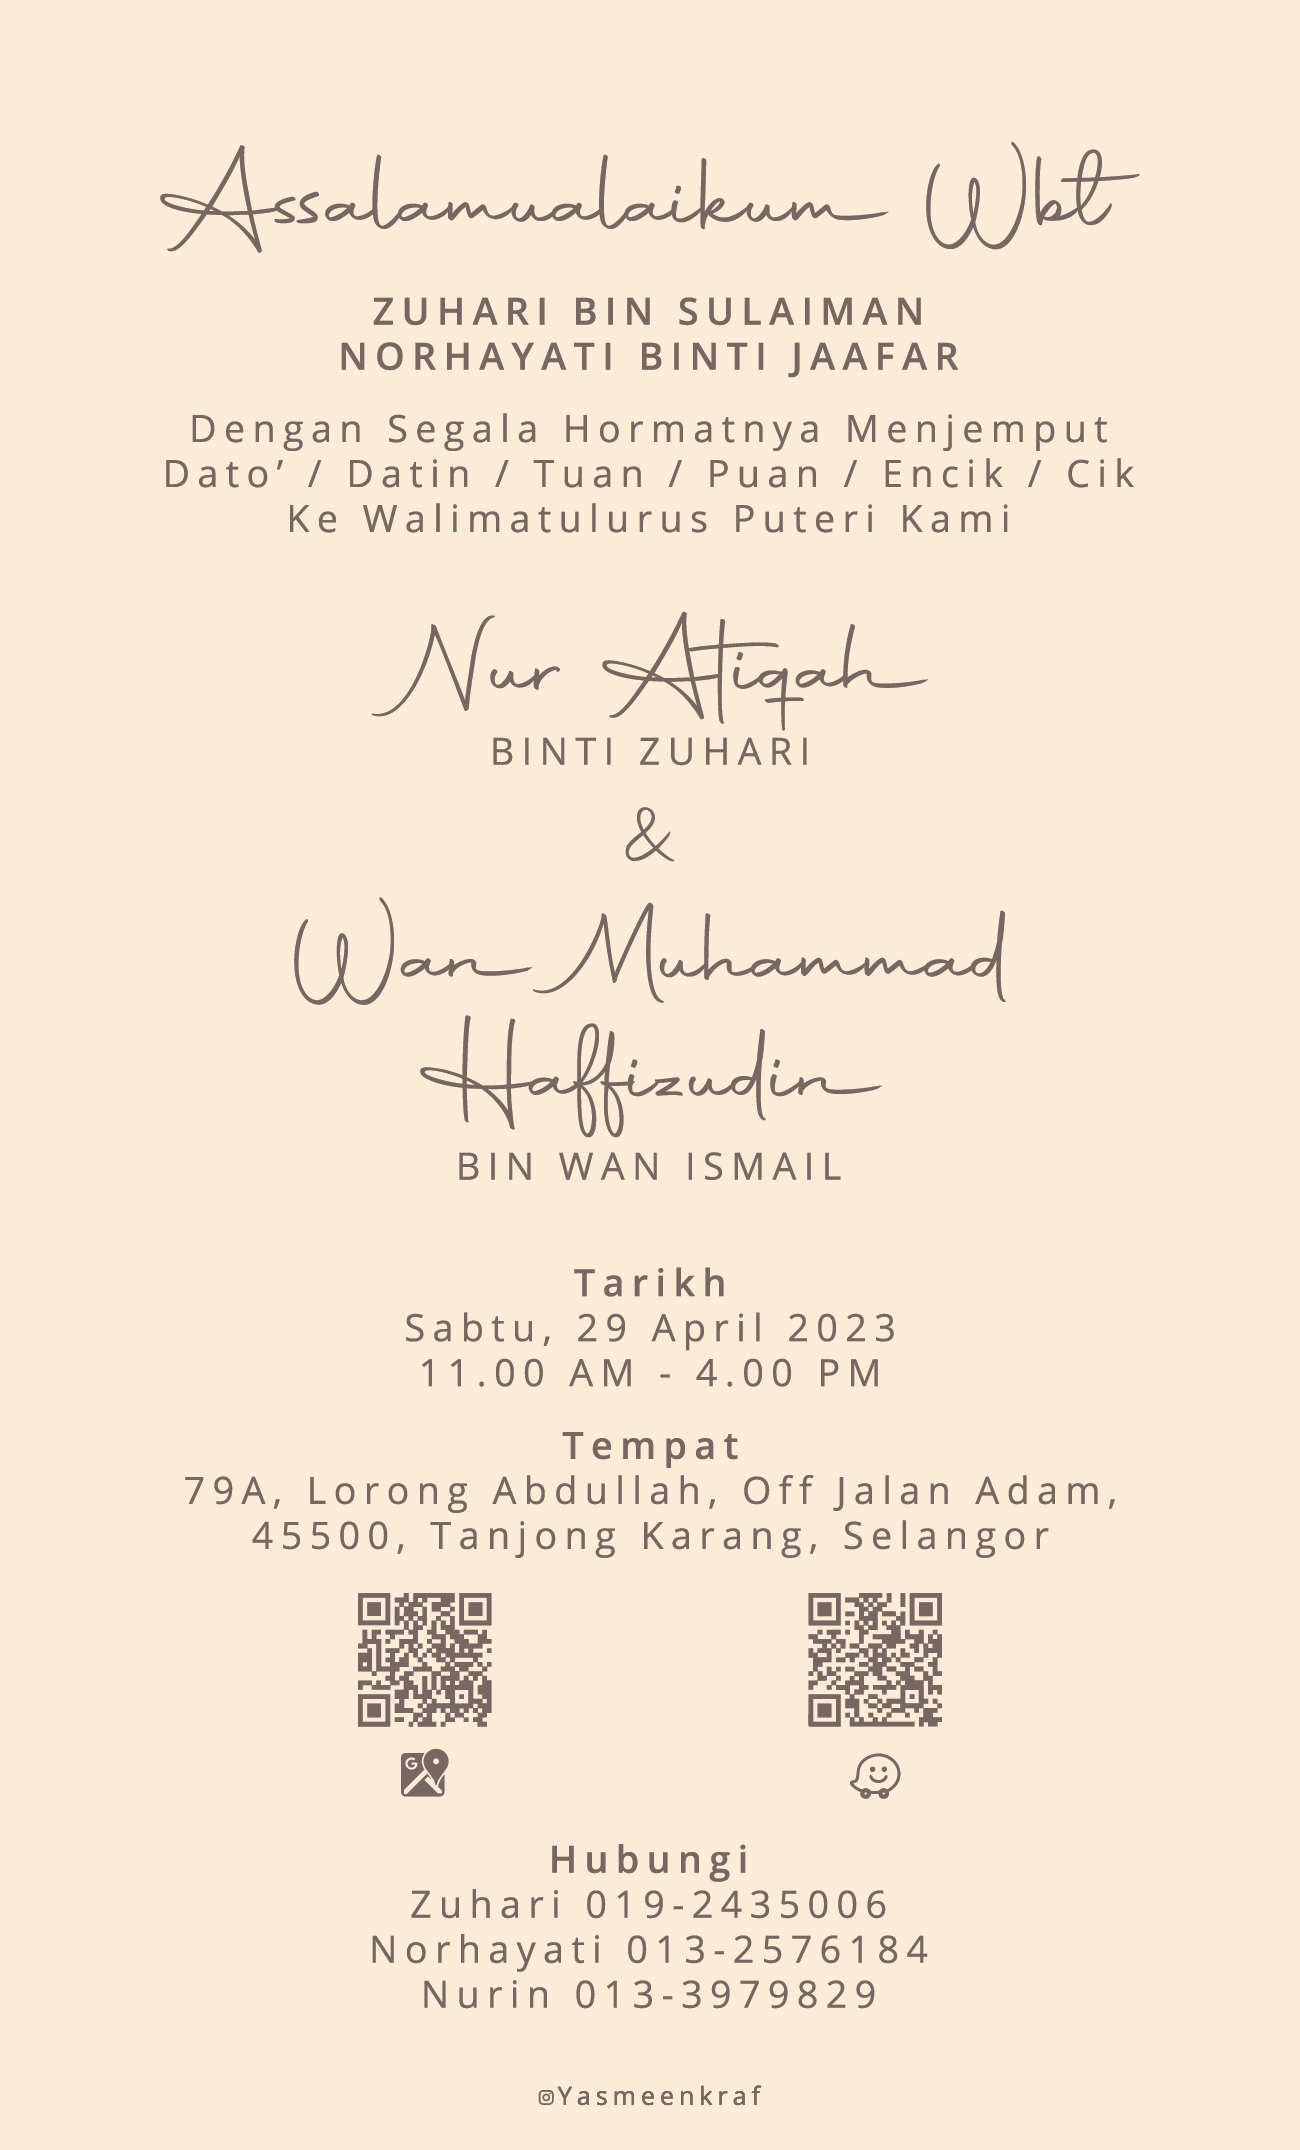 Assalamualaikum Wbt
ZUHARI BIN SULAIMAN
NORHAYATI BINTI JAAFAR
Dengan Segala Hormatnya Menjemput
Dato’ / Datin / Tuan / Puan / Encik / Cik
Ke Walimatulurus Puteri Kami
Nur Atiqah
BINTI ZUHARI
&
Wan Muhammad
Haffizudin
BIN WAN ISMAIL
Tarikh
Sabtu, 29 April 2023
11.00 AM - 4.00 PM
Tempat
79A, Lorong Abdullah, Off Jalan Adam,
45500, Tanjong Karang, Selangor
G
Hubungi
Zuhari 019-2435006
Norhayati 013-2576184
Nurin 013-3979829
Yasmeenkraf